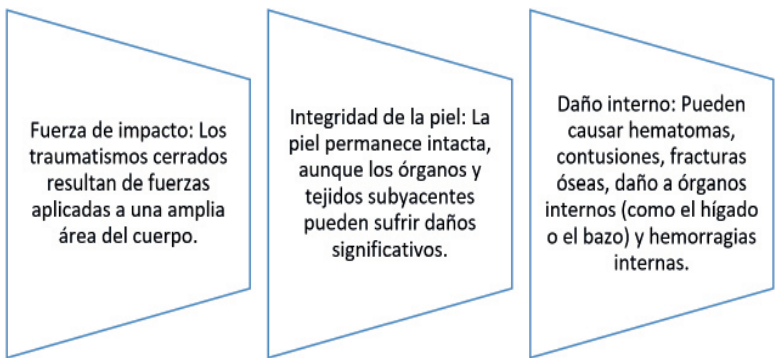 Fuerza de impacto: Los
traumatismos cerrados
resultan de fuerzas
aplicadas a una amplia
área del cuerpo.
Integridad de la piel: La
piel permanece intacta,
aunque los órganos y
tejidos subyacentes
pueden sufrir daños
significativos.
Daño interno: Pueden
causar hematomas,
contusiones, fracturas
óseas, daño a órganos
internos (como el hígado
o el bazo) y hemorragias
internas.